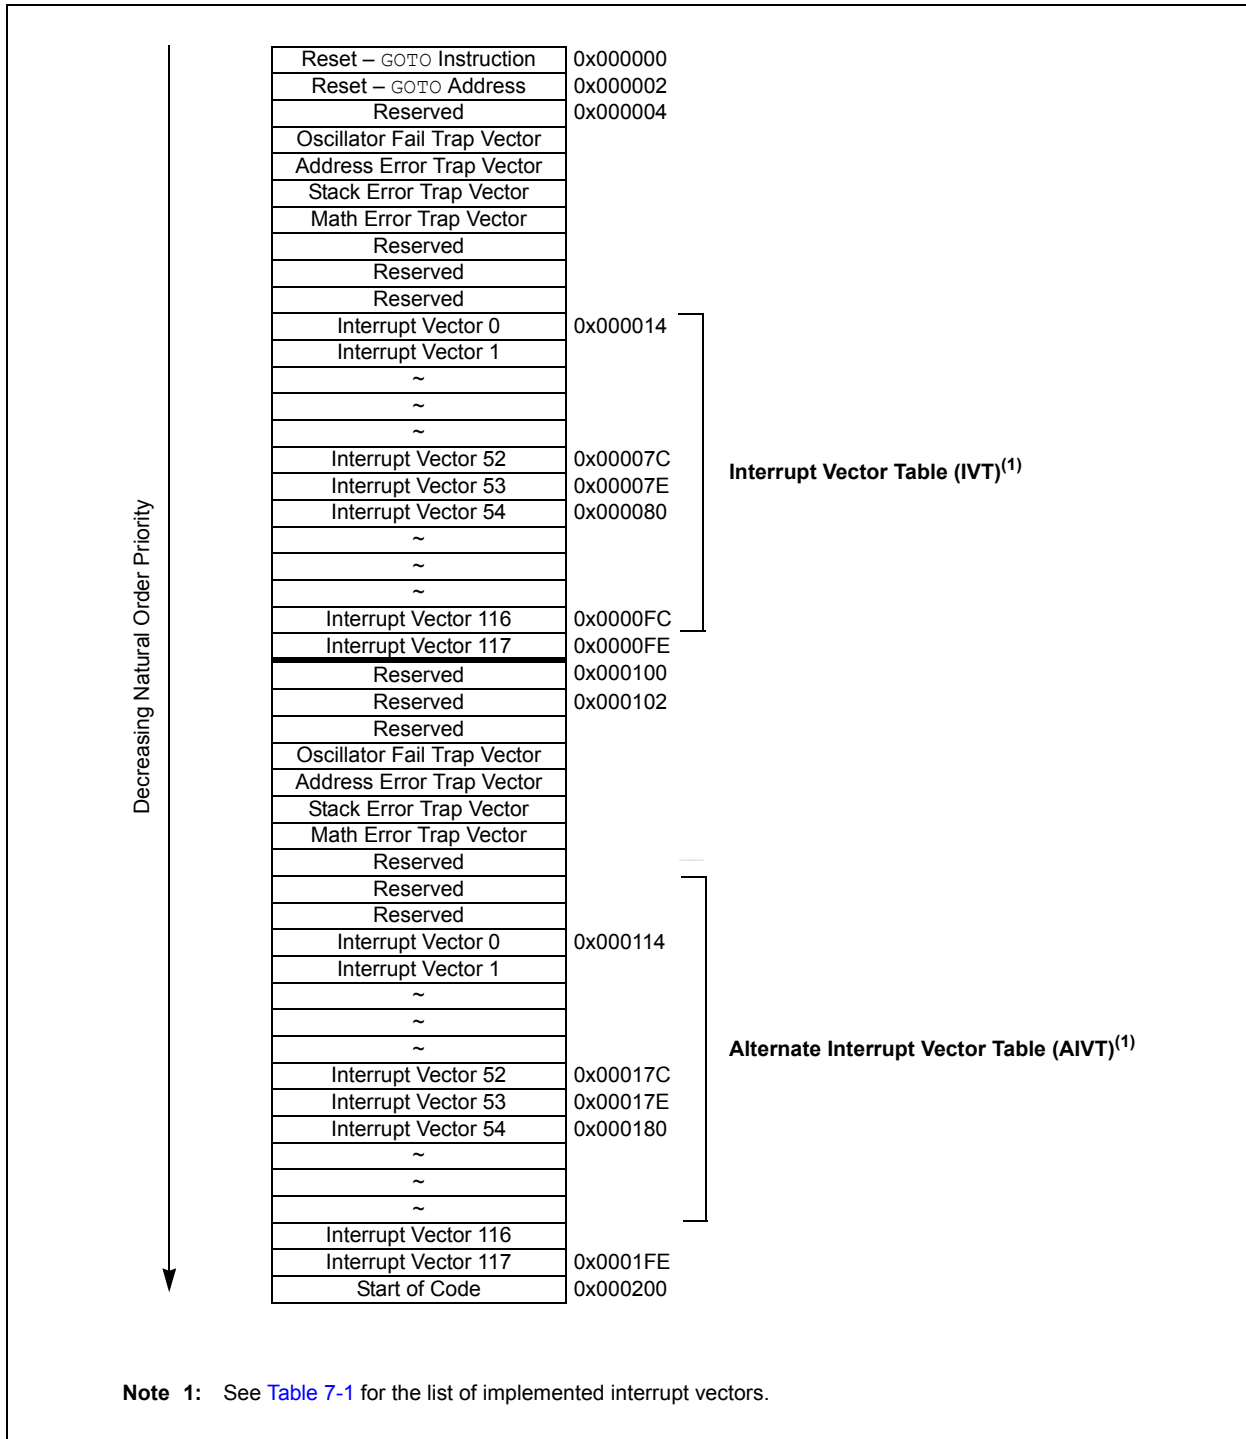 Reset – GOTO Instruction 0x000000
Reset – GOTO Address 0x000002
Reserved 0x000004
Oscillator Fail Trap Vector
Address Error Trap Vector
Stack Error Trap Vector
Math Error Trap Vector
Reserved
Reserved
Reserved
Interrupt Vector 0 0x000014
Interrupt Vector 1
~
~
~
Interrupt Vector 52 0x00007C
Interrupt Vector 53 0x00007E
Interrupt Vector 54 0x000080
~
~
~
Interrupt Vector 116 0x0000FC
Interrupt Vector 117 0x0000FE
Interrupt Vector Table (IVT)(1)
Decreasing Natural Order Priority
Reserved 0x000100
Reserved 0x000102
Reserved
Oscillator Fail Trap Vector
Address Error Trap Vector
Stack Error Trap Vector
Math Error Trap Vector
Reserved
Reserved
Reserved
Interrupt Vector 0 0x000114
Interrupt Vector 1
~
~
~
Interrupt Vector 52 0x00017C
Interrupt Vector 53 0x00017E
Interrupt Vector 54 0x000180
~
~
~
Interrupt Vector 116
Interrupt Vector 117 0x0001FE
Start of Code 0x000200
Alternate Interrupt Vector Table (AIVT)(1)
Note 1: See Table 7-1 for the list of implemented interrupt vectors.